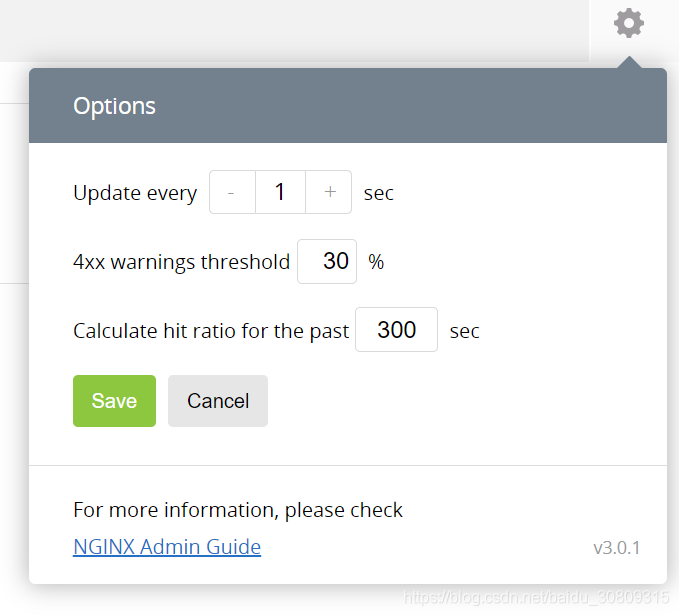 Options
Update every - 1 + sec
4xx warnings threshold 30 %
Calculate hit ratio for the past 300 sec
Save Cancel
For more information, please check
NGINX Admin Guide v3.0.1
https://blog.csdn.net/baidu_30809315